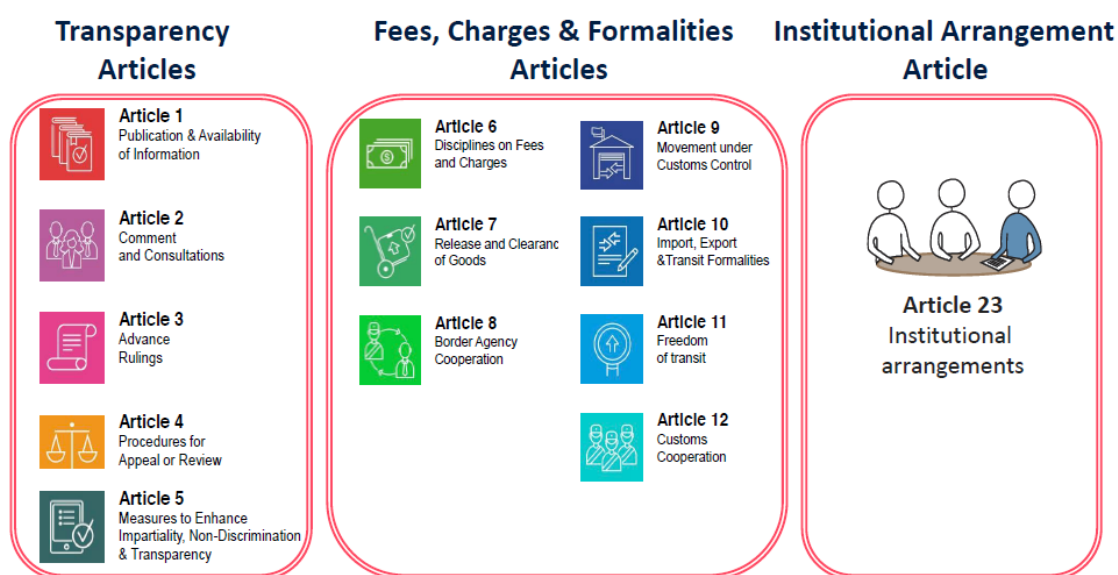 Transparency
Articles
Fees, Charges & Formalities
Articles
Institutional Arrangement
Article
Article 1
Publication & Availability
of Information
Article 2
Comment
and Consultations
Article 3
Advance
Rulings
Article 4
Procedures for
Appeal or Review
Article 5
Measures to Enhance
Impartiality, Non-Discrimination
& Transparency
Article 6
Disciplines on Fees
and Charges
Article 7
Release and Clearanc
of Goods
Article 8
Border Agency
Cooperation
Article 9
Movement under
Customs Control
Article 10
Import, Export
&Transit Formalities
Article 11
Freedom
of transit
Article 12
Customs
Cooperation
Article 23
Institutional
arrangements